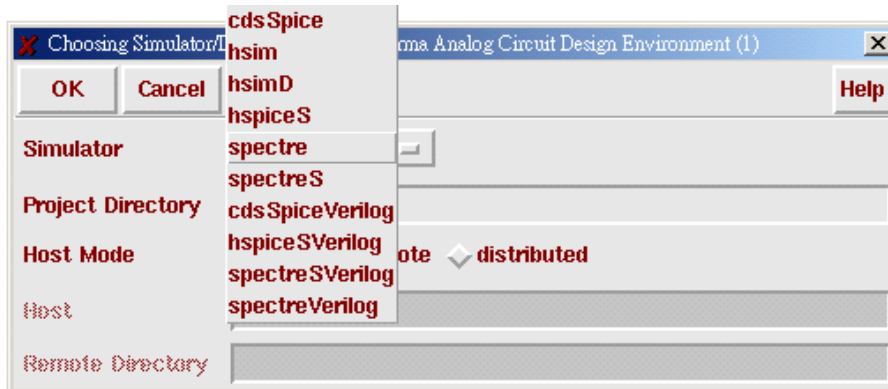 Choosing Simulator/
rma Analog Circuit Design Environment (1)
OK
Cancel
Help
cdsSpice
hsim
hsimD
hspiceS
spectre
spectreS
cdsSpiceVerilog
hspiceSVerilog
spectreSVerilog
spectreVerilog
Simulator
Project Directory
Host Mode
ote
distributed
Host
Remote Directory